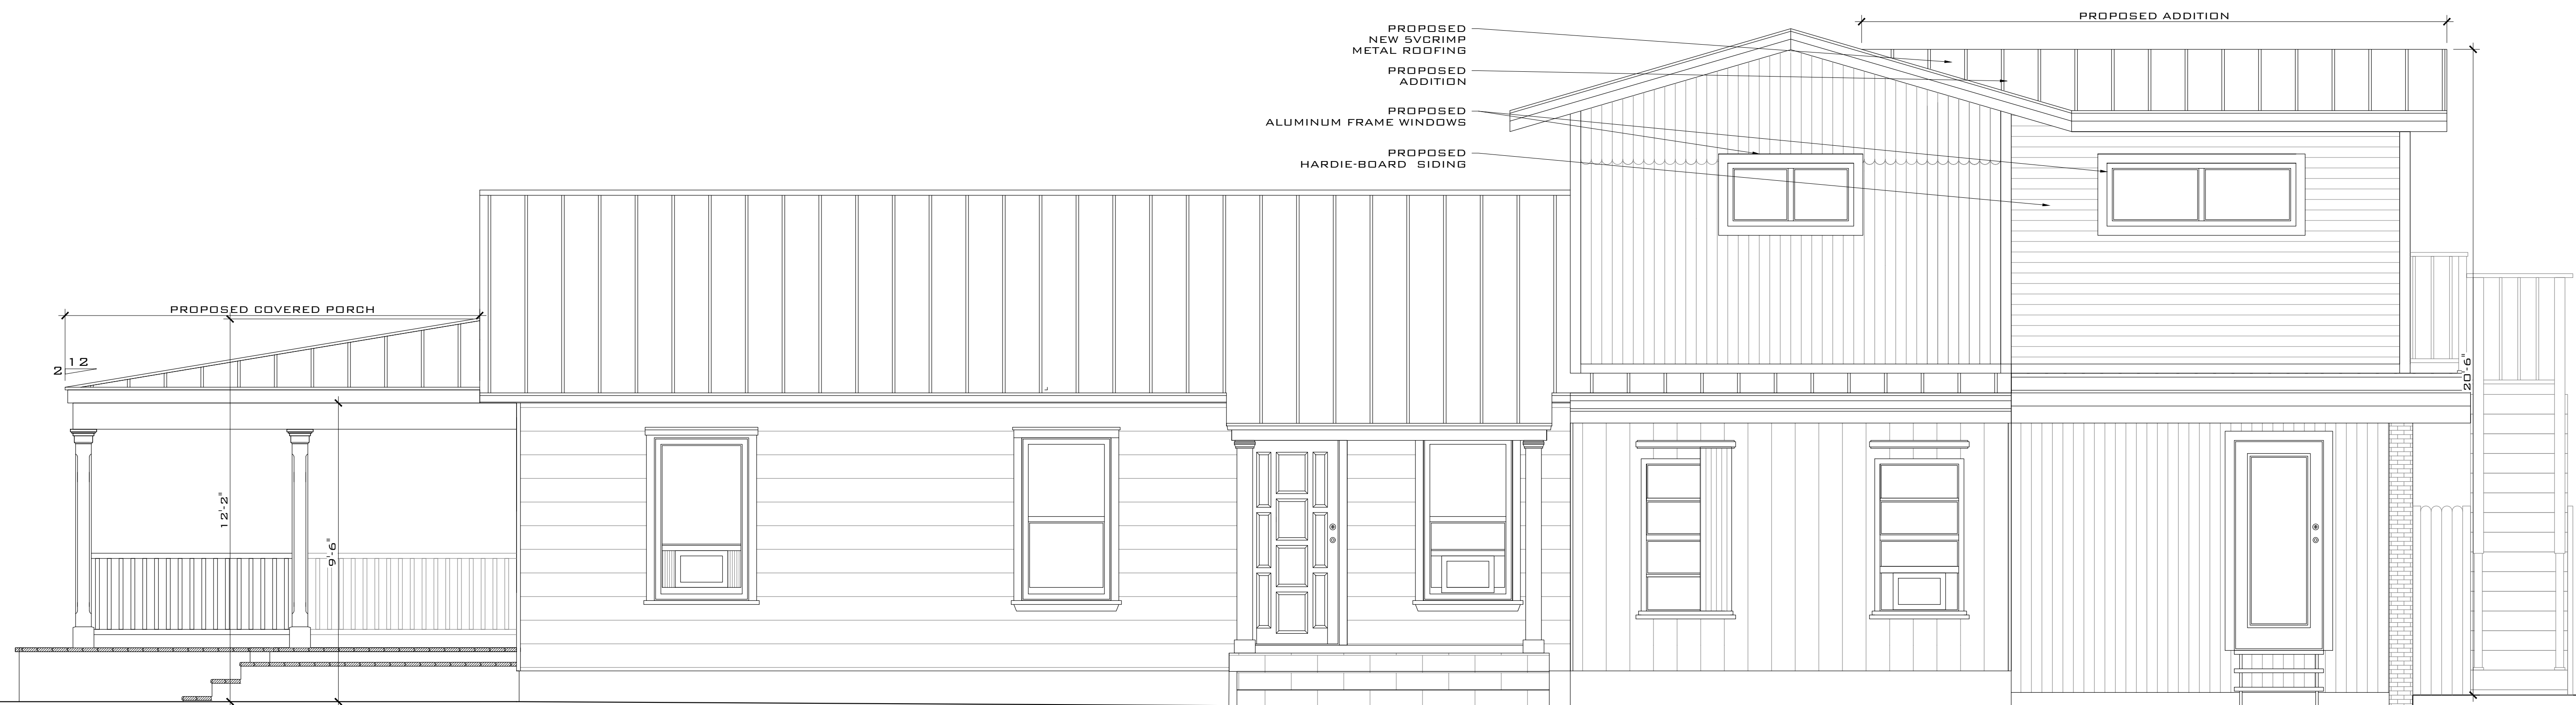 PROPOSED ADDITION
PROPOSED
NEW 5VCRIMP
METAL ROOFING
PROPOSED
ADDITION
PROPOSED
ALUMINUM FRAME WINDOWS
PROPOSED
HARDIE-BOARD SIDING
PROPOSED COVERED PORCH
12
2
12'-2"
9'-6"
20'-6"